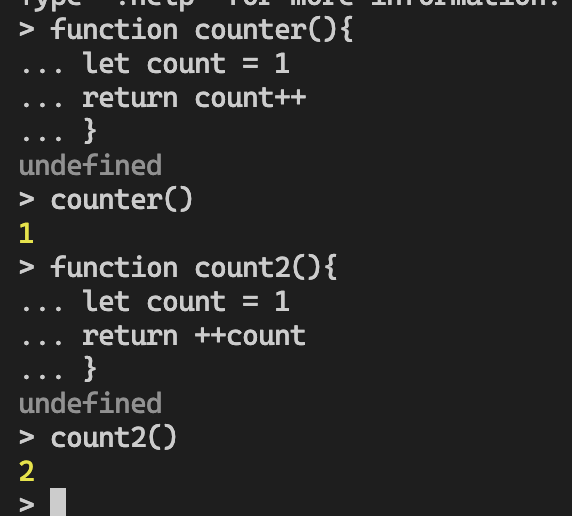 Type ".help" for more information.
> function counter(){
... let count = 1
... return count++
... }
undefined
> counter()
1
> function count2(){
... let count = 1
... return ++count
... }
undefined
> count2()
2
>